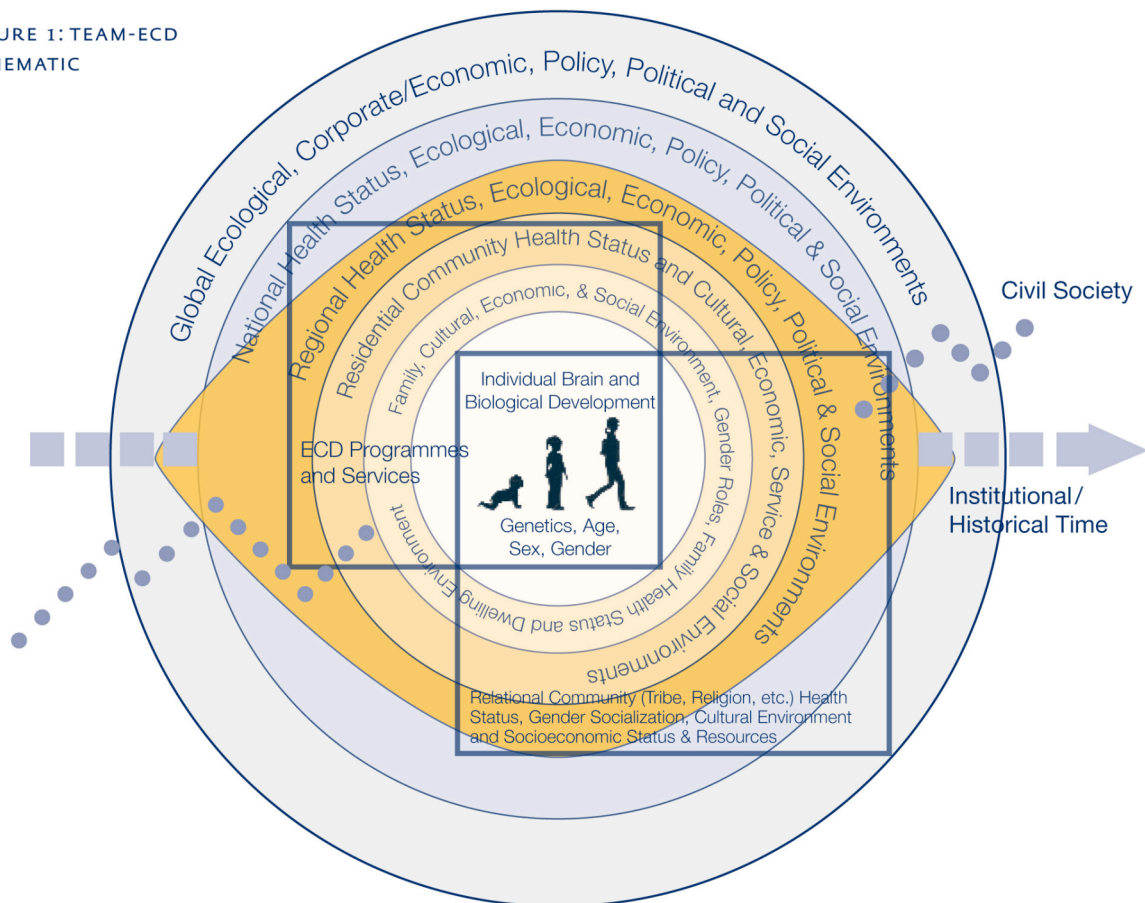 URE 1: TEAM-ECD
EMATIC
Global Ecological, Corporate/Economic, Policy, Political and Social Environments
National Health Status, Ecological, Economic, Policy, Political & Social Environments
Regional Health Status, Ecological, Economic, Policy, Political & Social Environments
Residential Community Health Status and Cultural, Economic, Service & Social Environments
Family, Cultural, Economic, & Social Environment, Gender Roles, Family Health Status and Dwelling Environment
Civil Society
Individual Brain and
Biological Development
ECD Programmes
and Services
Genetics, Age,
Sex, Gender
Institutional/
Historical Time
Relational Community (Tribe, Religion, etc.) Health
Status, Gender Socialization, Cultural Environment
and Socioeconomic Status & Resources